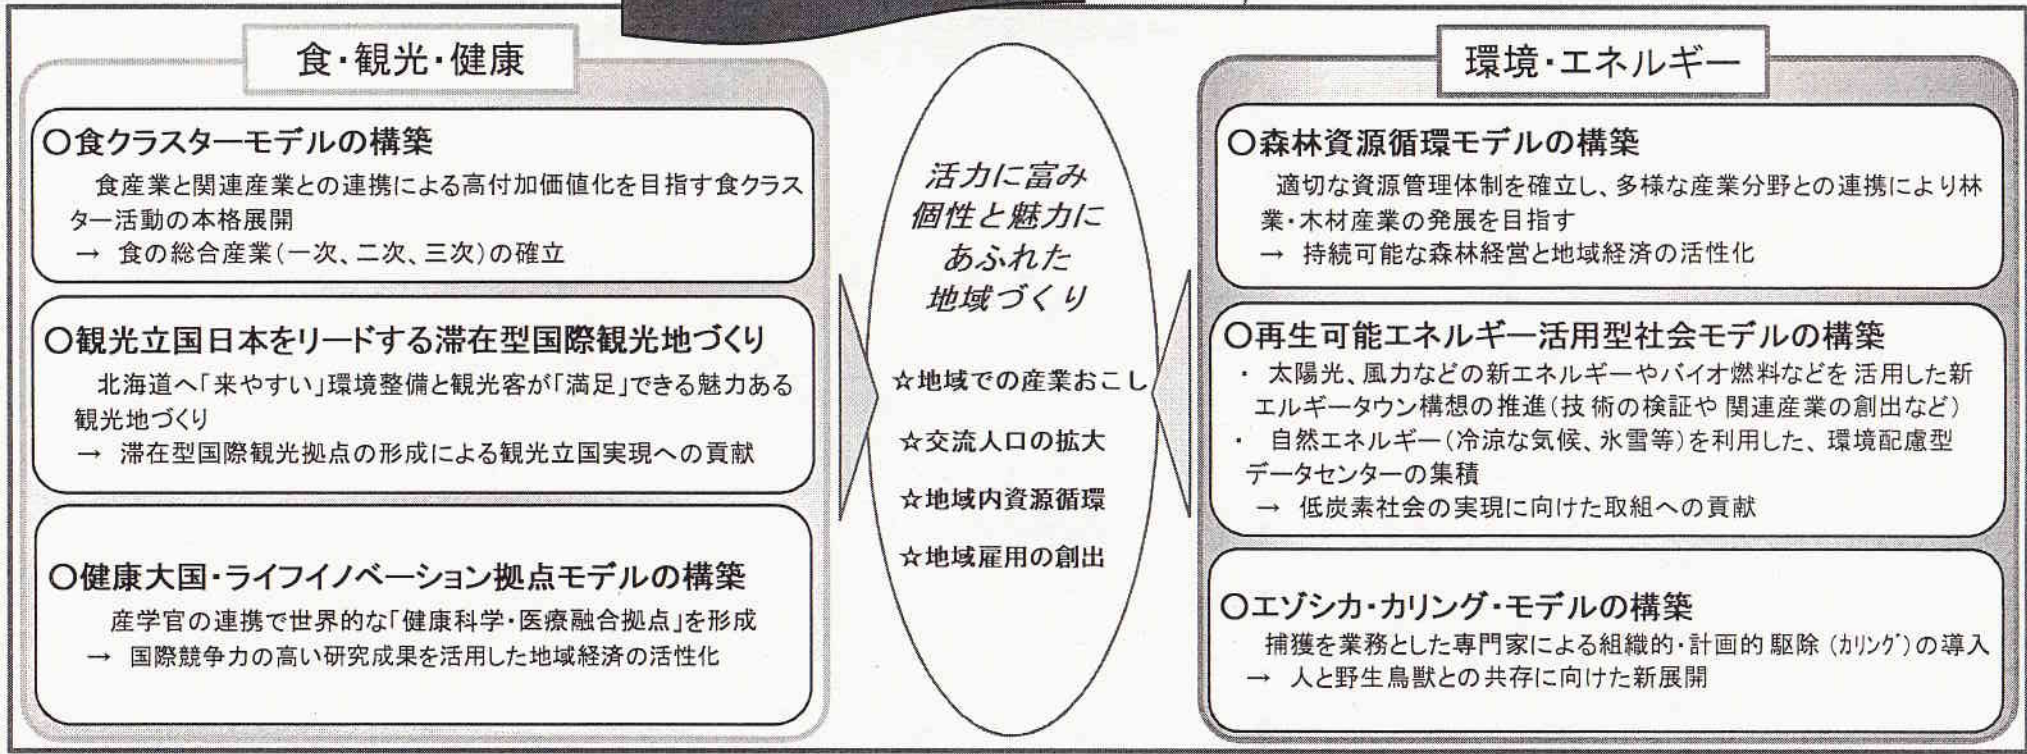 食・観光・健康
〇食クラスターモデルの構築
食産業と関連産業との連携による高付加価値化を目指す食クラス
ター活動の本格展開
→ 食の総合産業(一次、二次、三次)の確立
〇観光立国日本をリードする滞在型国際観光地づくり
北海道へ「来やすい」環境整備と観光客が「満足」できる魅力ある
観光地づくり
→ 滞在型国際観光拠点の形成による観光立国実現への貢献
〇健康大国・ライフイノベーション拠点モデルの構築
産学官の連携で世界的な「健康科学・医療融合拠点」を形成
→ 国際競争力の高い研究成果を活用した地域経済の活性化
活力に富み
個性と魅力に
あふれた
地域づくり
☆地域での産業おこし
☆交流人口の拡大
☆地域内資源循環
☆地域雇用の創出
環境・エネルギー
〇森林資源循環モデルの構築
適切な資源管理体制を確立し、多様な産業分野との連携により林
業・木材産業の発展を目指す
→ 持続可能な森林経営と地域経済の活性化
〇再生可能エネルギー活用型社会モデルの構築
・ 太陽光、風力などの新エネルギーやバイオ燃料などを活用した新
エルギータウン構想の推進(技術の検証や関連産業の創出など)
・ 自然エネルギー(冷涼な気候、氷雪等)を利用した、環境配慮型
データセンターの集積
→ 低炭素社会の実現に向けた取組への貢献
〇エゾシカ・カリング・モデルの構築
捕獲を業務とした専門家による組織的・計画的駆除(ｶﾘﾝｸﾞ)の導入
→ 人と野生鳥獣との共存に向けた新展開